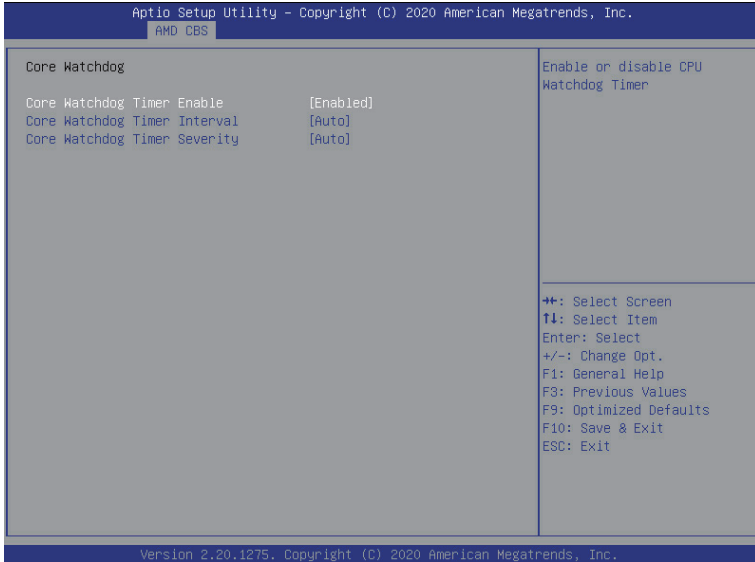 Aptio Setup Utility – Copyright (C) 2020 American Megatrends, Inc.
AMD CBS
Core Watchdog
Core Watchdog Timer Enable [Enabled]
Core Watchdog Timer Interval [Auto]
Core Watchdog Timer Severity [Auto]
Enable or disable CPU
Watchdog Timer
→←: Select Screen
↑↓: Select Item
Enter: Select
+/-: Change Opt.
F1: General Help
F3: Previous Values
F9: Optimized Defaults
F10: Save & Exit
ESC: Exit
Version 2.20.1275. Copyright (C) 2020 American Megatrends, Inc.